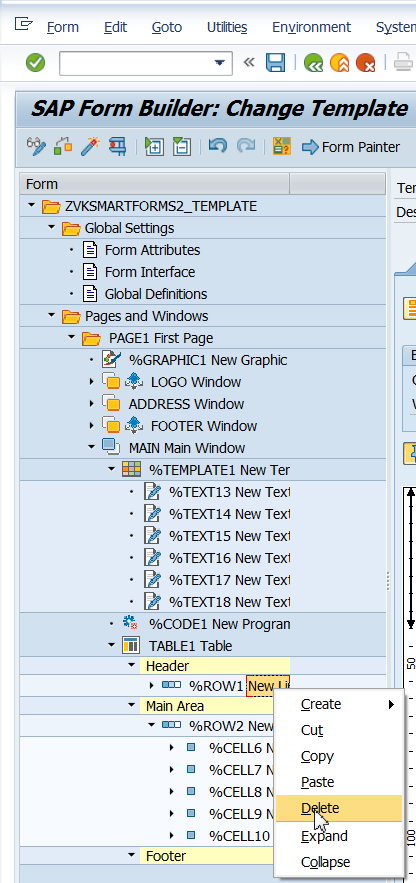 Form Edit Goto Utilities Environment System
SAP Form Builder: Change Template
Form Painter
Form
ZVKSMARTFORMS2_TEMPLATE
Global Settings
Form Attributes
Form Interface
Global Definitions
Pages and Windows
PAGE1 First Page
%GRAPHIC1 New Graphic
LOGO Window
ADDRESS Window
FOOTER Window
MAIN Main Window
%TEMPLATE1 New Ter
%TEXT13 New Text
%TEXT14 New Text
%TEXT15 New Text
%TEXT16 New Text
%TEXT17 New Text
%TEXT18 New Text
%CODE1 New Program
TABLE1 Table
Header
%ROW1 New Li
Main Area
%ROW2 New
%CELL6 N
%CELL7 N
%CELL8 N
%CELL9 N
%CELL10
Footer
Create
Cut
Copy
Paste
Delete
Expand
Collapse
Ter
Des
50
100